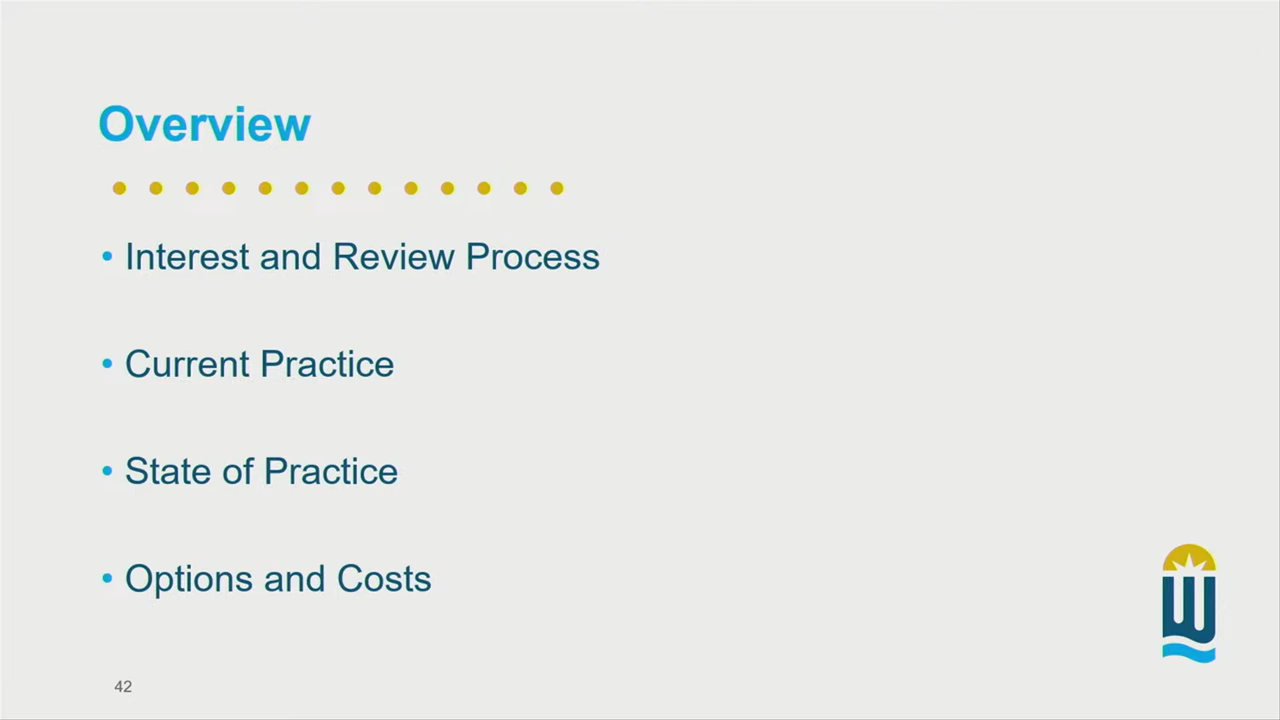 Overview
• Interest and Review Process
• Current Practice
• State of Practice
• Options and Costs
W
42